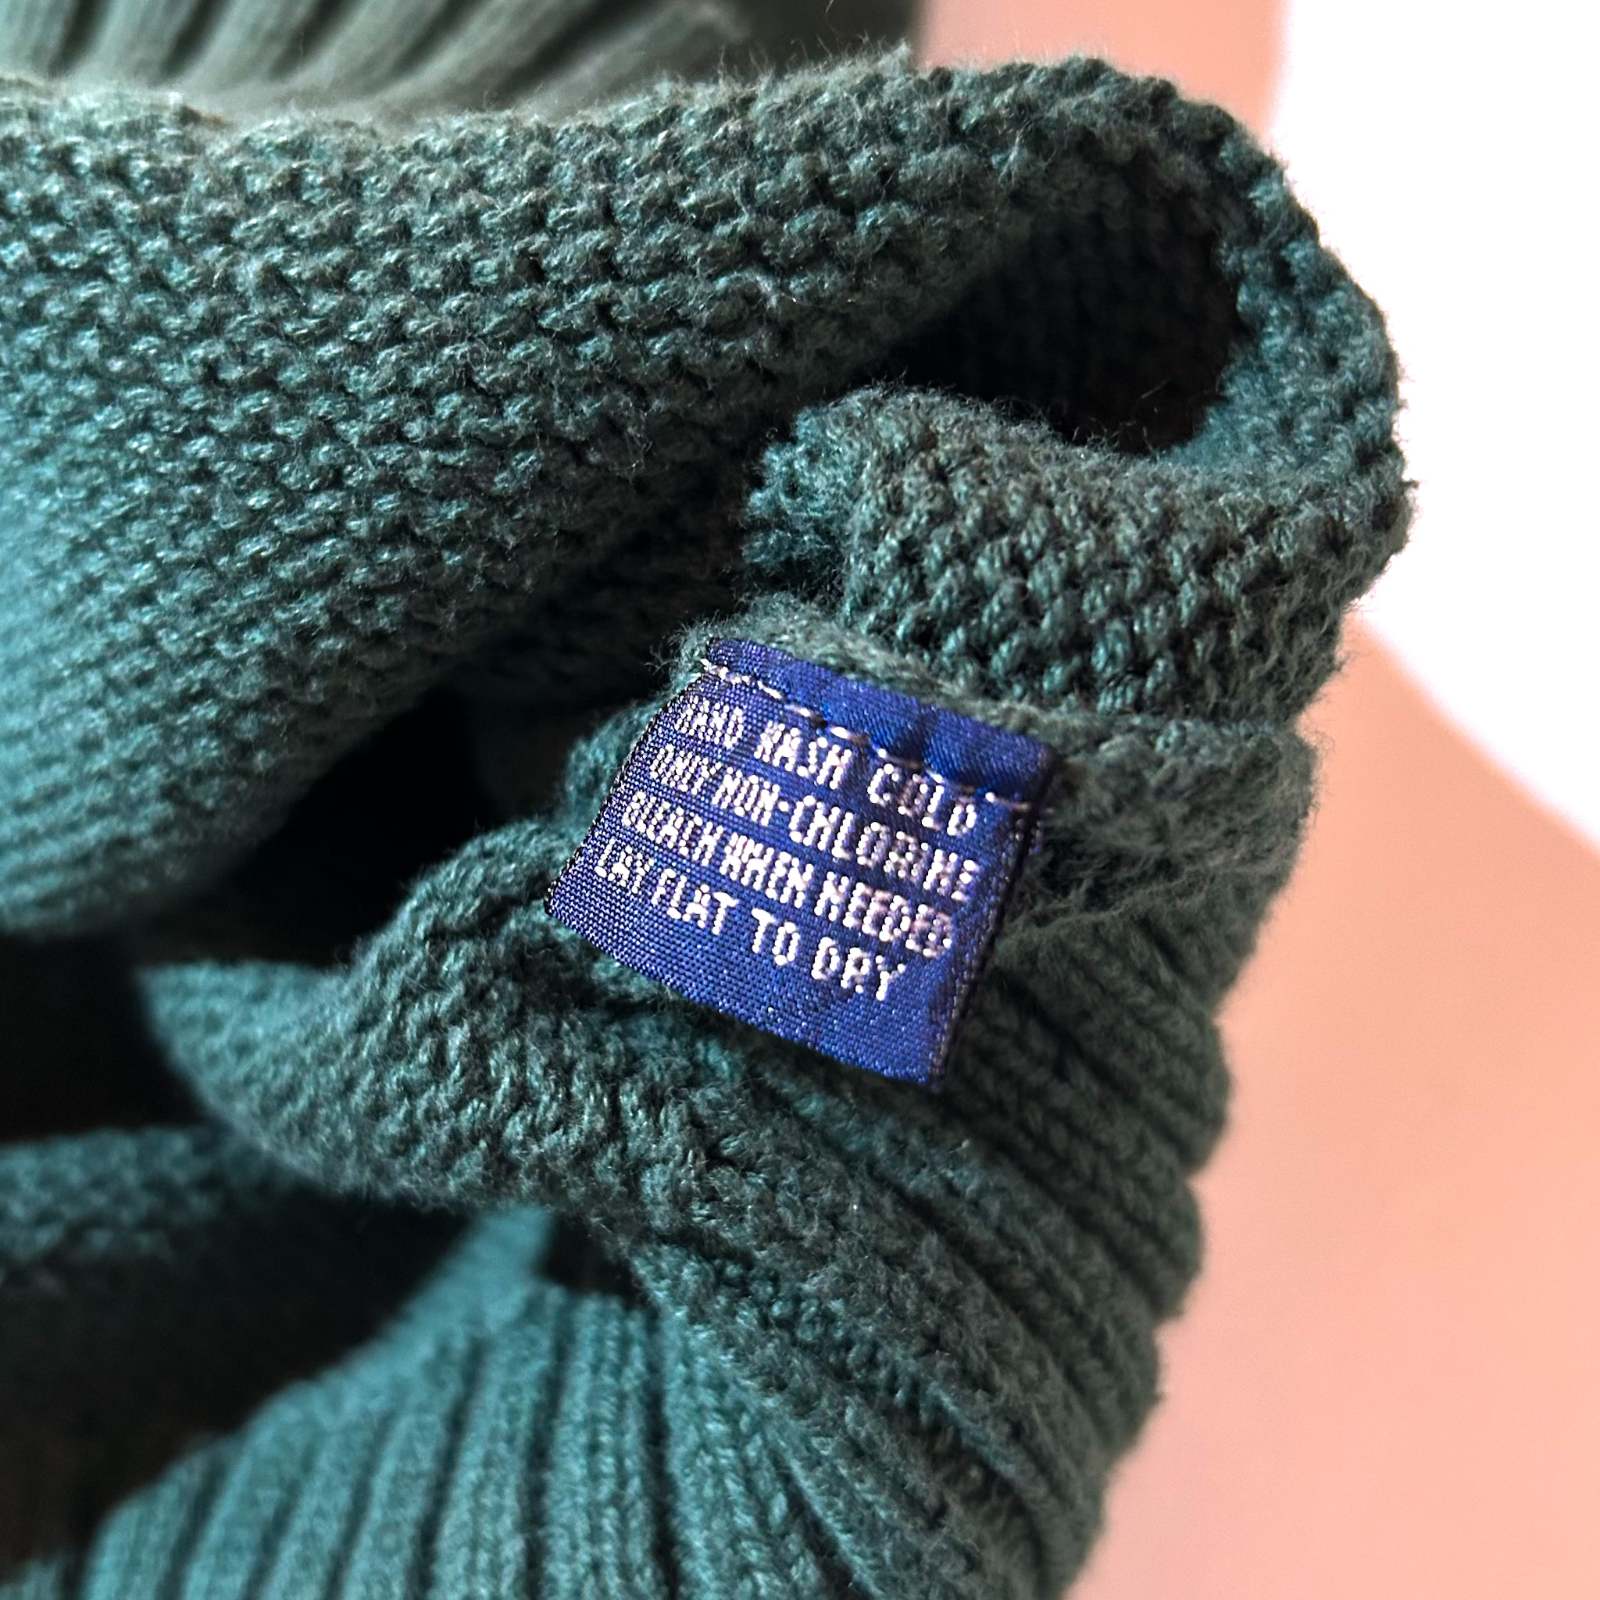 HAND WASH COLD
ONLY NON-CHLORINE
BLEACH WHEN NEEDED
LAY FLAT TO DRY